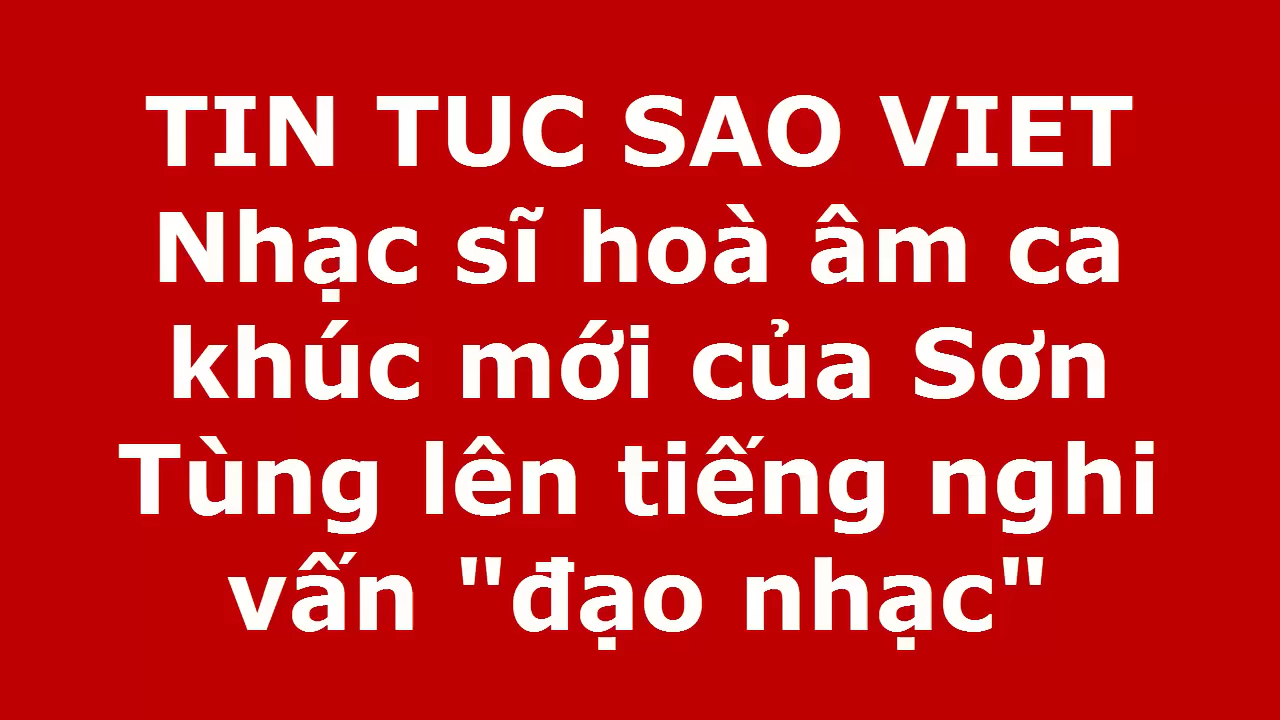 TIN TUC SAO VIET
Nhạc sĩ hoà âm ca
khúc mới của Sơn
Tùng lên tiếng nghi
vấn "đạo nhạc"